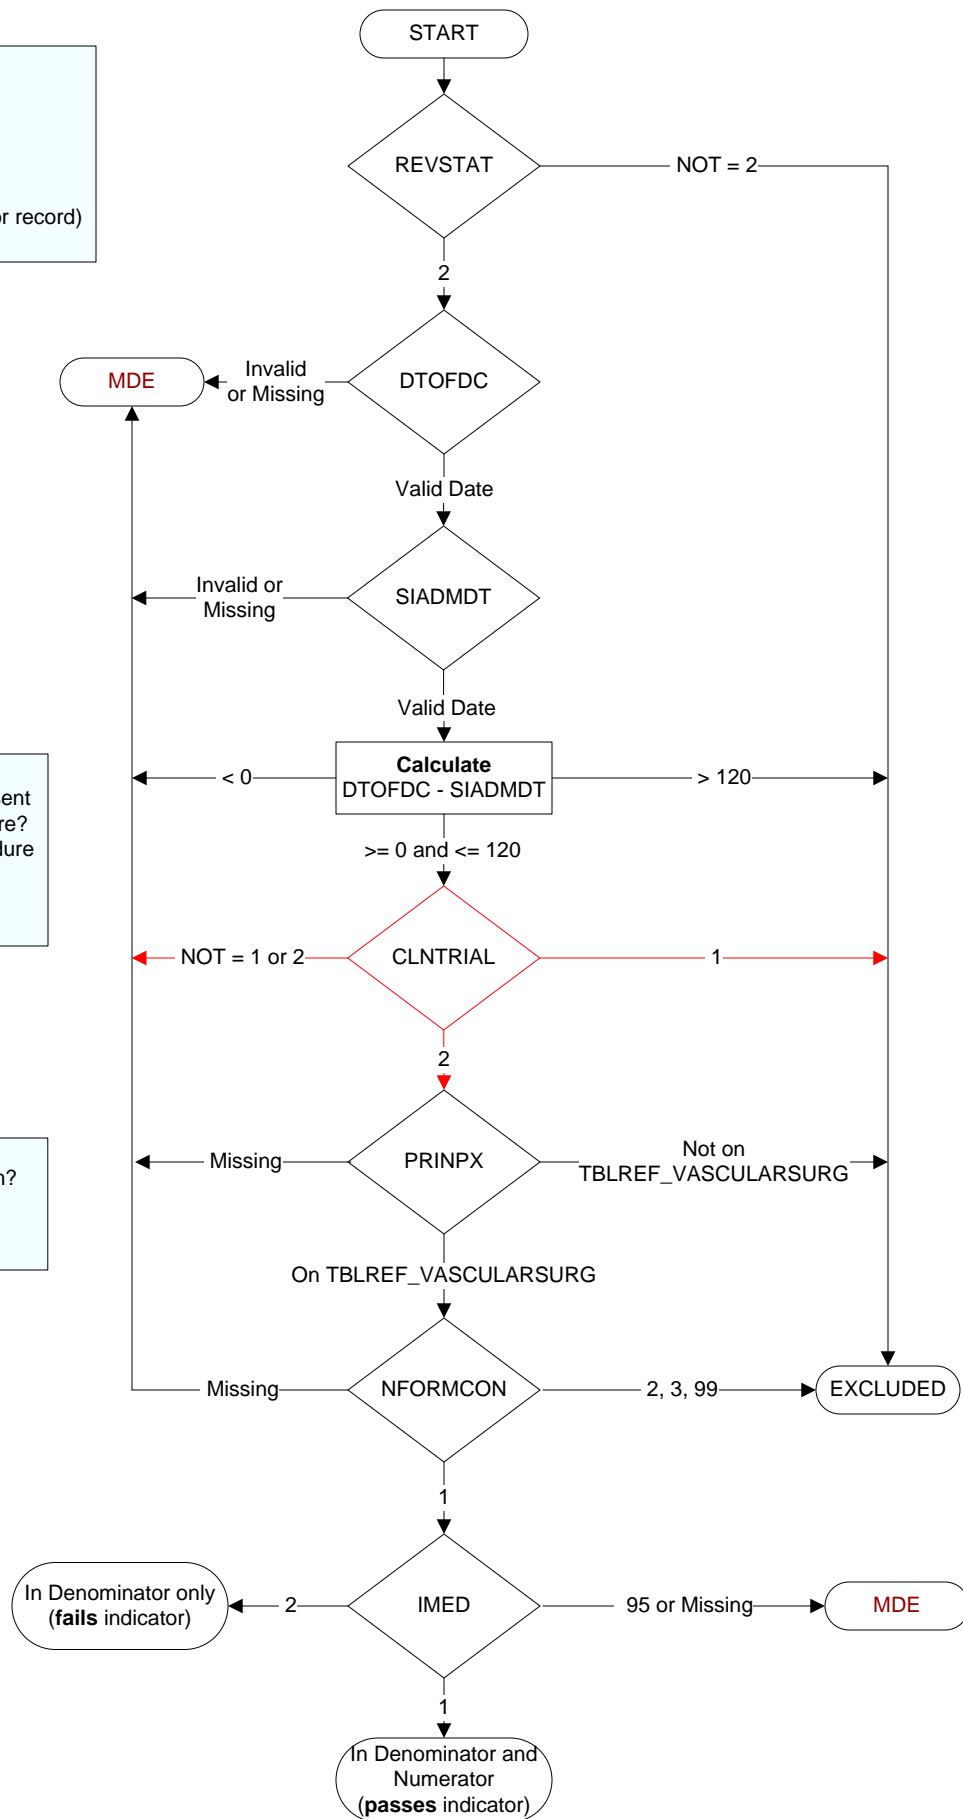 START
REVSTAT
NOT = 2
r record)
2
DTOFDC
Invalid
or Missing
MDE
Valid Date
SIADMDT
Invalid or
Missing
Valid Date
Calculate
DTOFDC - SIADMDT
< 0
> 120
ent
re?
dure
>= 0 and <= 120
CLNTRIAL
NOT = 1 or 2
1
2
PRINPX
Missing
Not on
TBLREF_VASCULARSURG
n?
On TBLREF_VASCULARSURG
NFORMCON
Missing
2, 3, 99
EXCLUDED
1
IMED
In Denominator only
(fails indicator)
2
95 or Missing
MDE
1
In Denominator and
Numerator
(passes indicator)